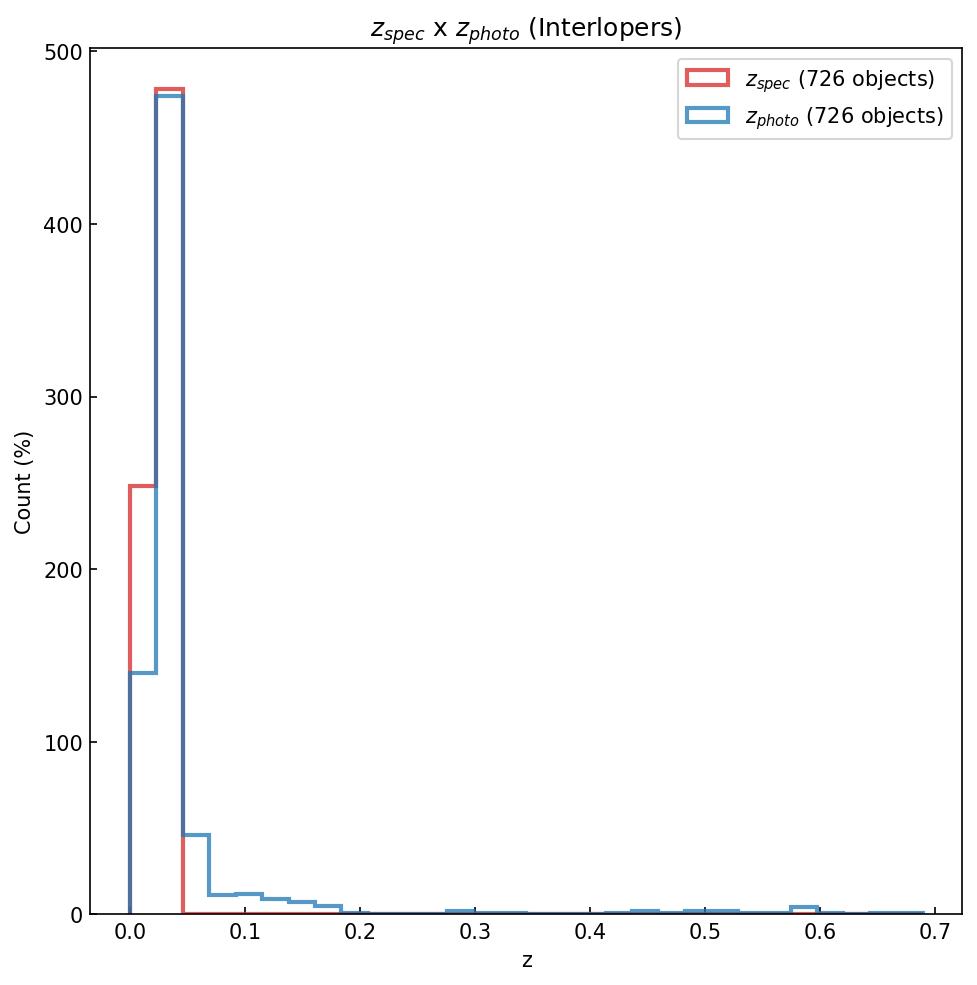 z_spec x z_photo (Interlopers)
z_spec (726 objects)
z_photo (726 objects)
Count (%)
500
400
300
200
100
0
0.0 0.1 0.2 0.3 0.4 0.5 0.6 0.7
z